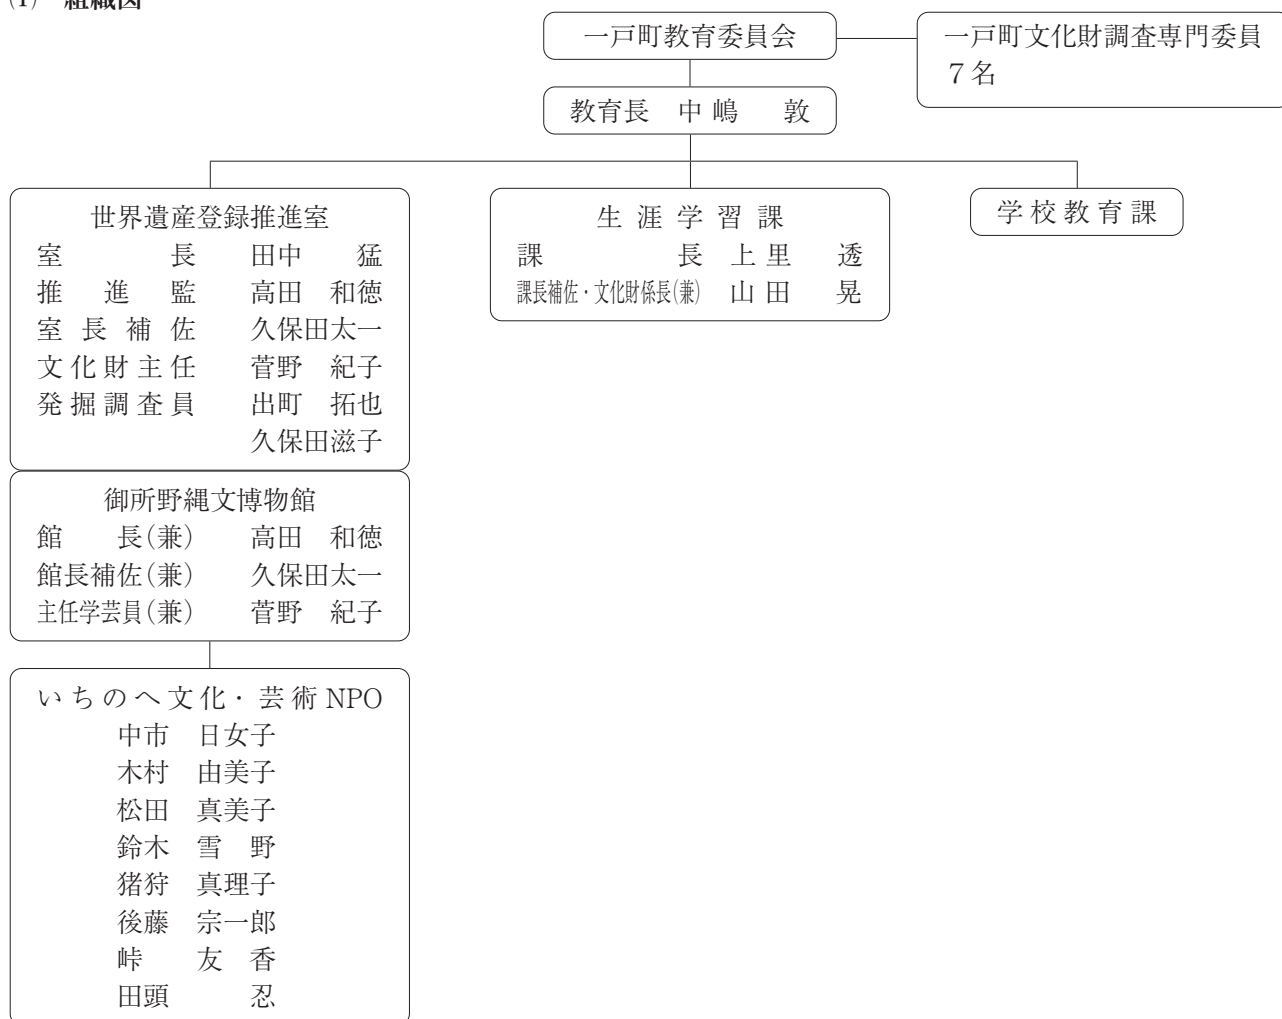 (1) 組織図
一戸町教育委員会
一戸町文化財調査専門委員
７名
教育長　中嶋　敦
世界遺産登録推進室
室長　田中　猛
推進監　高田　和徳
室長補佐　久保田太一
文化財主任　菅野　紀子
発掘調査員　出町　拓也
久保田滋子
御所野縄文博物館
館長(兼)　高田　和徳
館長補佐(兼)　久保田太一
主任学芸員(兼)　菅野　紀子
いちのへ文化・芸術NPO
中市　日女子
木村　由美子
松田　真美子
鈴木　雪野
猪狩　真理子
後藤　宗一郎
峠　友香
田頭　忍
生涯学習課
課長　上里　透
課長補佐・文化財係長(兼)　山田　晃
学校教育課